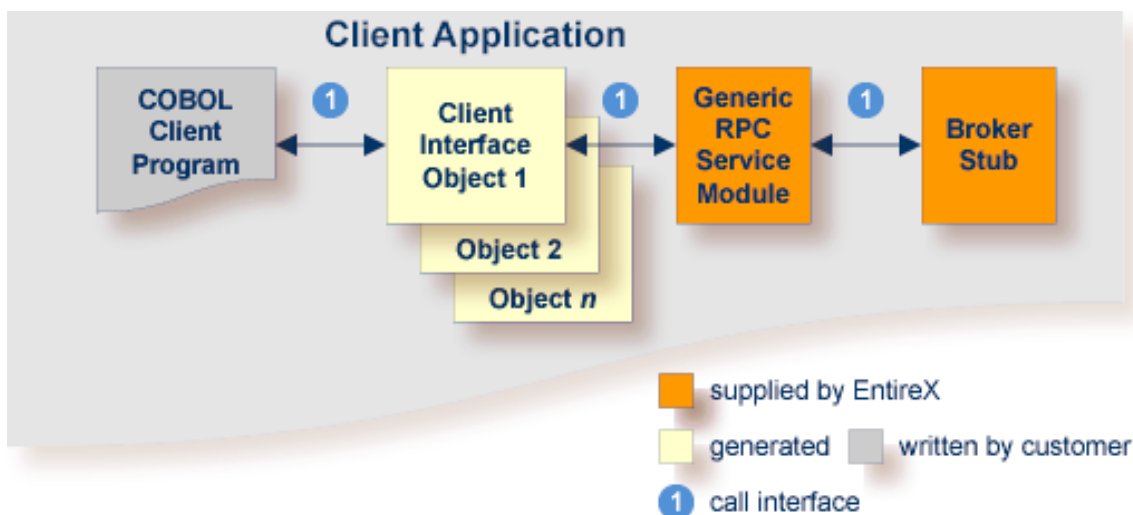 Client Application
COBOL
Client
Program
1
Client
Interface
Object 1
Object 2
Object n
1
Generic
RPC
Service
Module
1
Broker
Stub
supplied by EntireX
generated
written by customer
1 call interface